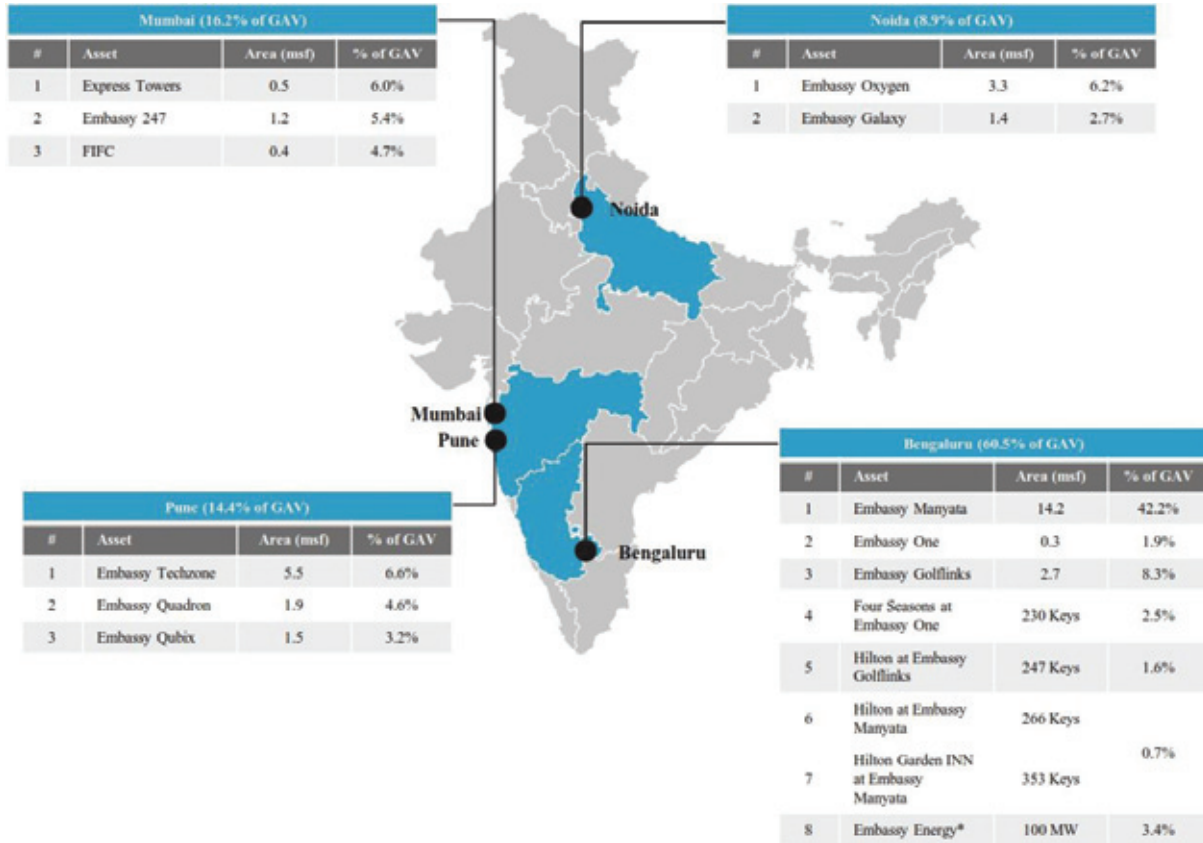 Mumbai (16.2% of GAV)
# Asset Area (msf) % of GAV
1 Express Towers 0.5 6.0%
2 Embassy 247 1.2 5.4%
3 FIFC 0.4 4.7%
Noida (8.9% of GAV)
# Asset Area (msf) % of GAV
1 Embassy Oxygen 3.3 6.2%
2 Embassy Galaxy 1.4 2.7%
Noida
Mumbai
Pune
Bengaluru
Pune (14.4% of GAV)
# Asset Area (msf) % of GAV
1 Embassy Techzone 5.5 6.6%
2 Embassy Quadron 1.9 4.6%
3 Embassy Qubix 1.5 3.2%
Bengaluru (60.5% of GAV)
# Asset Area (msf) % of GAV
1 Embassy Manyata 14.2 42.2%
2 Embassy One 0.3 1.9%
3 Embassy Golflinks 2.7 8.3%
4 Four Seasons at
Embassy One 230 Keys 2.5%
5 Hilton at Embassy
Golflinks 247 Keys 1.6%
6 Hilton at Embassy
Manyata 266 Keys
0.7%
7 Hilton Garden INN
at Embassy
Manyata 353 Keys
8 Embassy Energy* 100 MW 3.4%